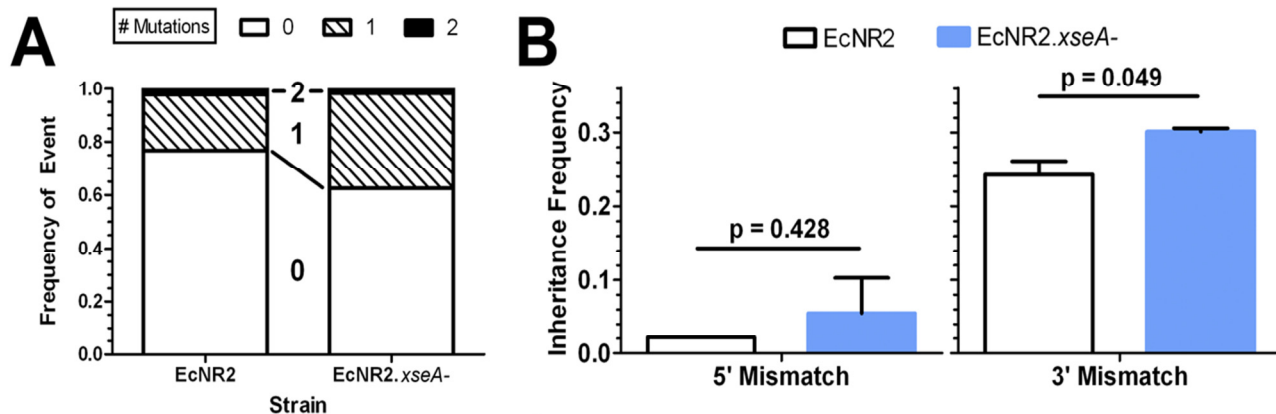 A
# Mutations 0 1 2
Frequency of Event
1.0
0.8
0.6
0.4
0.2
0.0
2
1
0
EcNR2 EcNR2.xseA-
Strain
B
EcNR2 EcNR2.xseA-
Inheritance Frequency
0.3
0.2
0.1
0.0
p = 0.428
p = 0.049
5' Mismatch 3' Mismatch